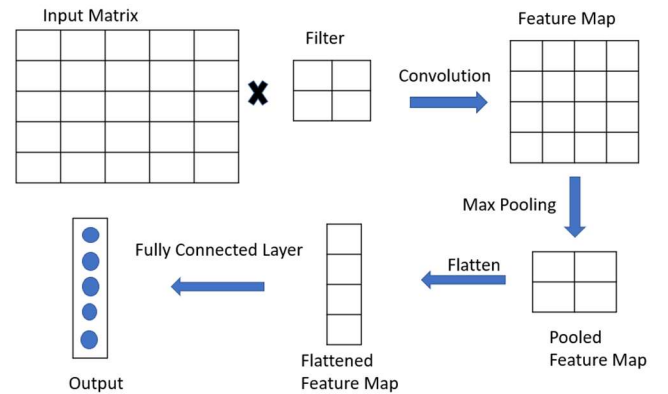 Input Matrix
Filter
Feature Map
Convolution
Max Pooling
Fully Connected Layer
Flatten
Pooled
Feature Map
Flattened
Feature Map
Output